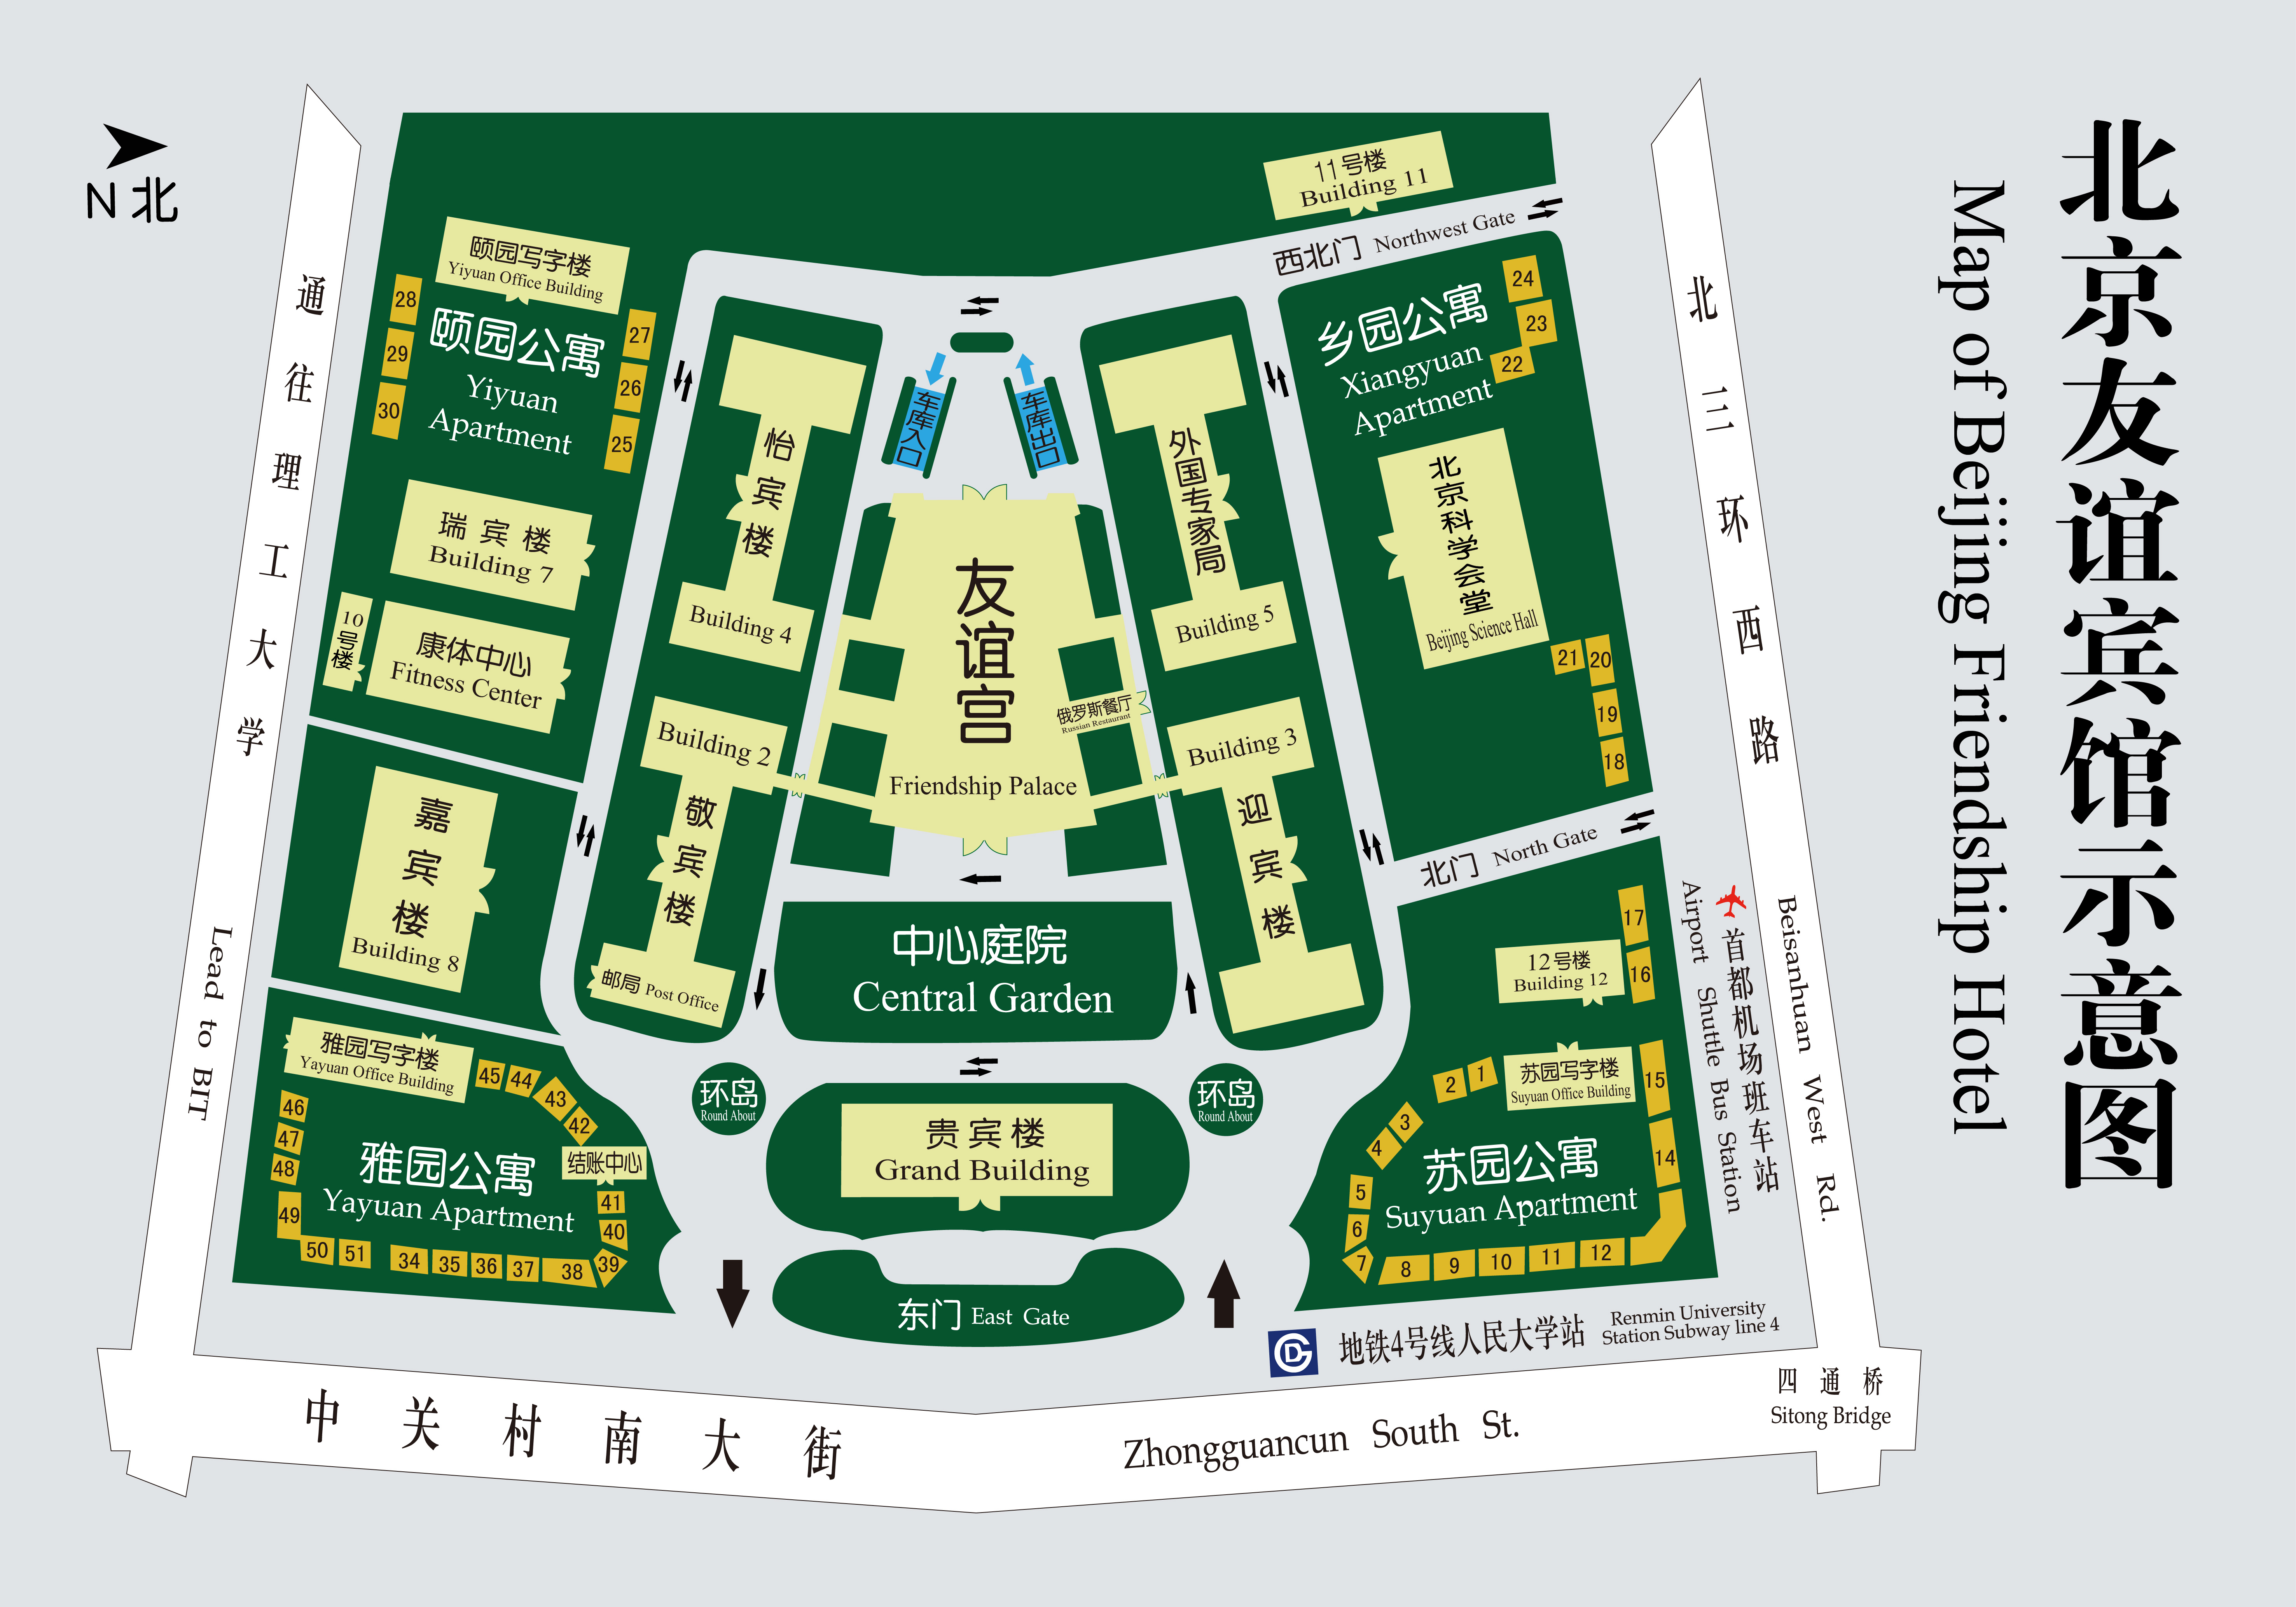 北京友谊宾馆示意图
Map of Beijing Friendship Hotel
N 北
通往理工大学
Lead to BIT
北三环西路
Beisanhuan West Rd.
11号楼
Building 11
西北门 Northwest Gate
颐园写字楼
Yiyuan Office Building
28
29
30
颐园公寓
Yiyuan
Apartment
27
26
25
瑞宾楼
Building 7
10号楼
康体中心
Fitness Center
嘉宾楼
Building 8
怡宾楼
Building 4
Building 2
敬宾楼
邮局 Post Office
车库入口
车库出口
友谊宫
Friendship Palace
俄罗斯餐厅
Russian Restaurant
外国专家局
Building 5
Building 3
迎宾楼
乡园公寓
Xiangyuan
Apartment
24
23
22
北京科学会堂
Beijing Science Hall
21
20
19
18
北门 North Gate
中心庭院
Central Garden
环岛
Round About
环岛
Round About
贵宾楼
Grand Building
东门 East Gate
雅园写字楼
Yayuan Office Building
45
44
43
42
46
47
48
49
50
51
34
35
36
37
38
39
40
41
结账中心
雅园公寓
Yayuan Apartment
17
16
12号楼
Building 12
苏园写字楼
Suyuan Office Building
15
14
1
2
3
4
5
6
7
8
9
10
11
12
苏园公寓
Suyuan Apartment
首都机场班车站
Airport Shuttle Bus Station
地铁4号线人民大学站
Renmin University
Station Subway line 4
四通桥
Sitong Bridge
中关村南大街
Zhongguancun South St.